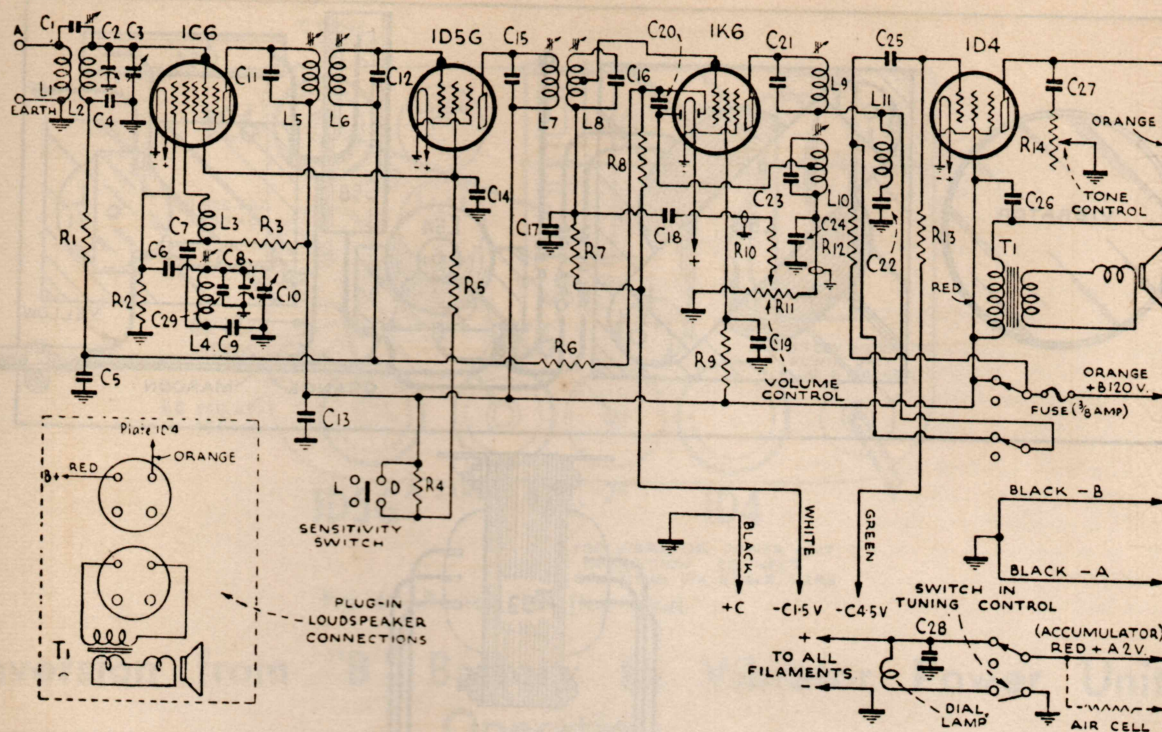 1C6
1D5G
1K6
1D4
A
EARTH
C1
C2
C3
L1
L2
C4
C11
L5
L6
C12
C15
L7
L8
C16
C20
C21
L9
L11
C25
C27
R14
ORANGE
TONE
CONTROL
C26
R1
C7
L3
R3
C6
C8
C10
R2
C29
L4
C9
C5
C14
R5
C17
R7
R8
C18
R10
C23
L10
C24
R12
C22
R11
R13
T1
RED
R6
R9
C19
VOLUME
CONTROL
C13
ORANGE
+B120 V.
FUSE (3/8 AMP)
L
D
R4
SENSITIVITY
SWITCH
Plate 1D4
ORANGE
B+
RED
PLUG-IN
LOUDSPEAKER
CONNECTIONS
T1
BLACK
WHITE
GREEN
+C
-C1·5 V
-C4·5V
BLACK -B
BLACK -A
SWITCH IN
TUNING CONTROL
C28
(ACCUMULATOR)
RED +A 2V.
+
TO ALL
FILAMENTS
-
DIAL
LAMP
AIR CELL